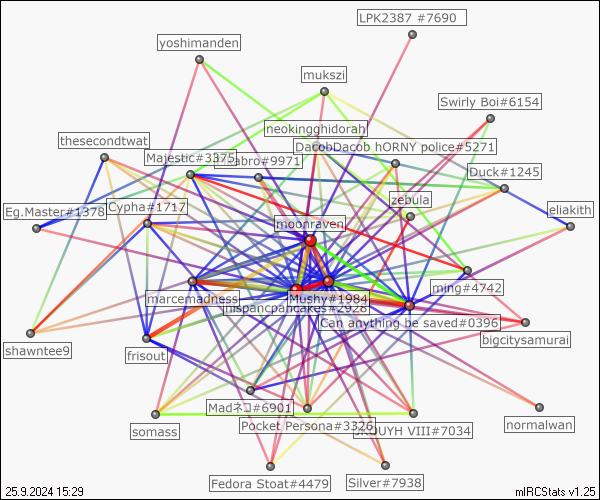 LPK2387 #7690
yoshimanden
mukszi
Swirly Boi#6154
neokingghidorah
thesecondtwat
DacobDacob hORNY police#5271
Majestic#3375
abro#9971
Duck#1245
zebula
Eg.Master#1378
Cypha#1717
eliakith
moonraven
ming#4742
marcemadness
Mushy#1984
hispancpancakes#2928
Can anything be saved#0396
bigcitysamurai
shawntee9
frisout
Madネコ#6901
normalwan
somass
Pocket Persona#3326
VIII#7034
Fedora Stoat#4479
Silver#7938
25.9.2024 15:29
mIRCStats v1.25